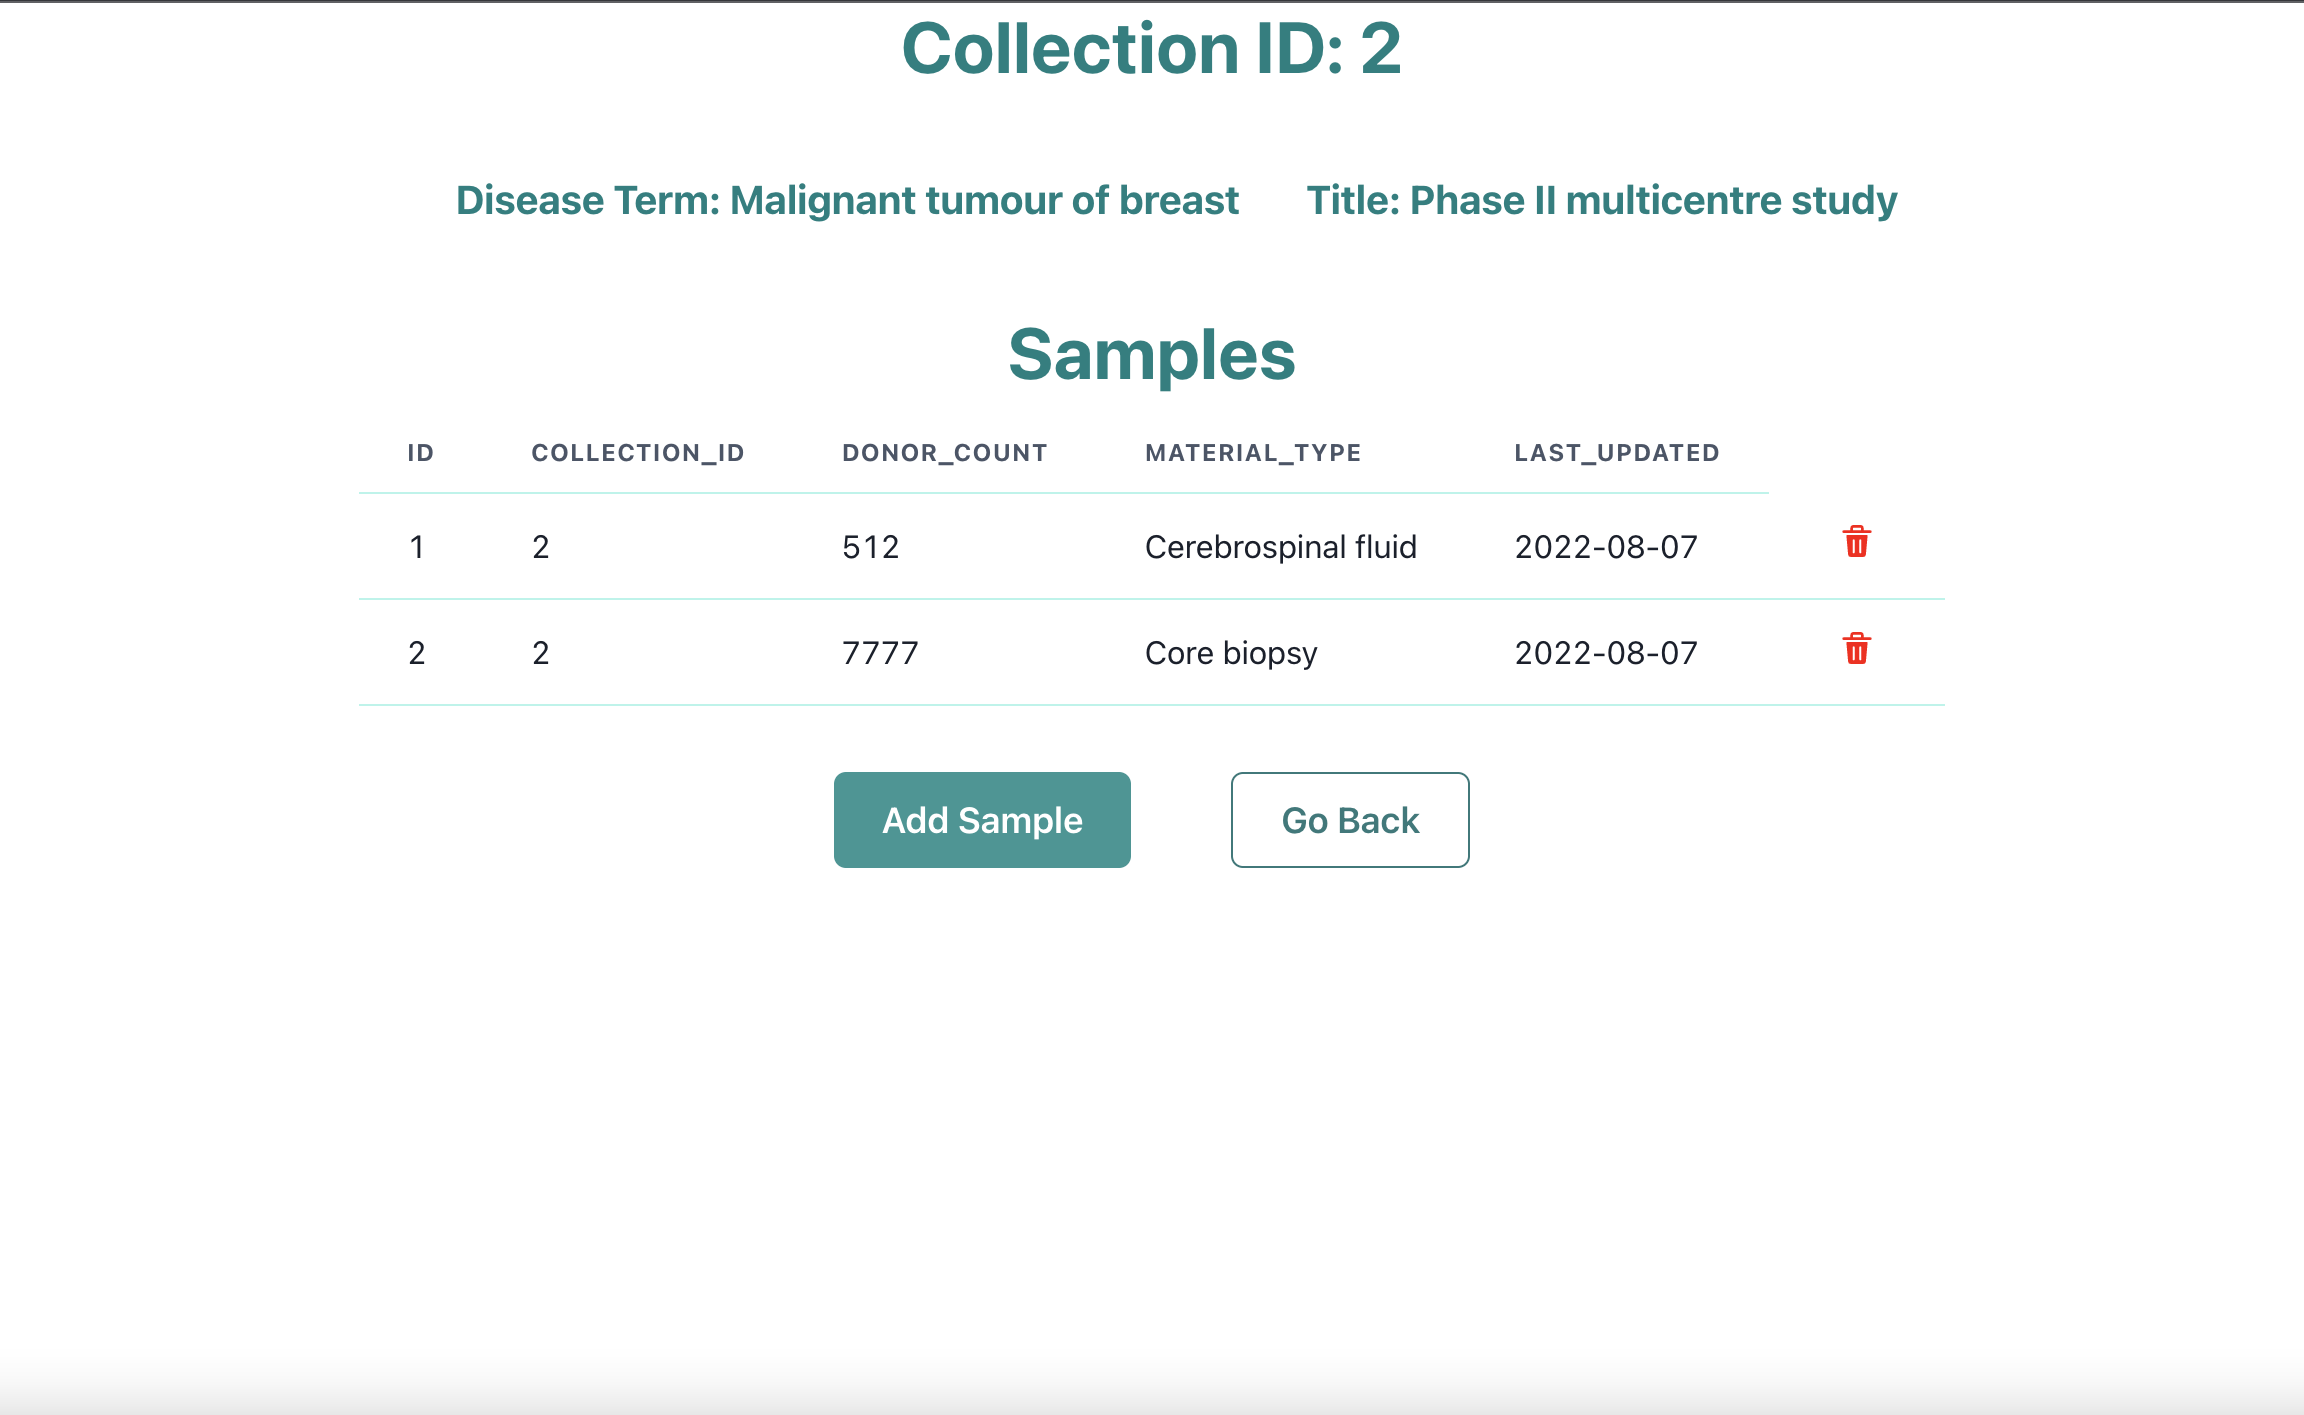 Collection ID: 2
Disease Term: Malignant tumour of breast Title: Phase II multicentre study
Samples
ID COLLECTION_ID DONOR_COUNT MATERIAL_TYPE LAST_UPDATED
1 2 512 Cerebrospinal fluid 2022-08-07
2 2 7777 Core biopsy 2022-08-07
Add Sample Go Back